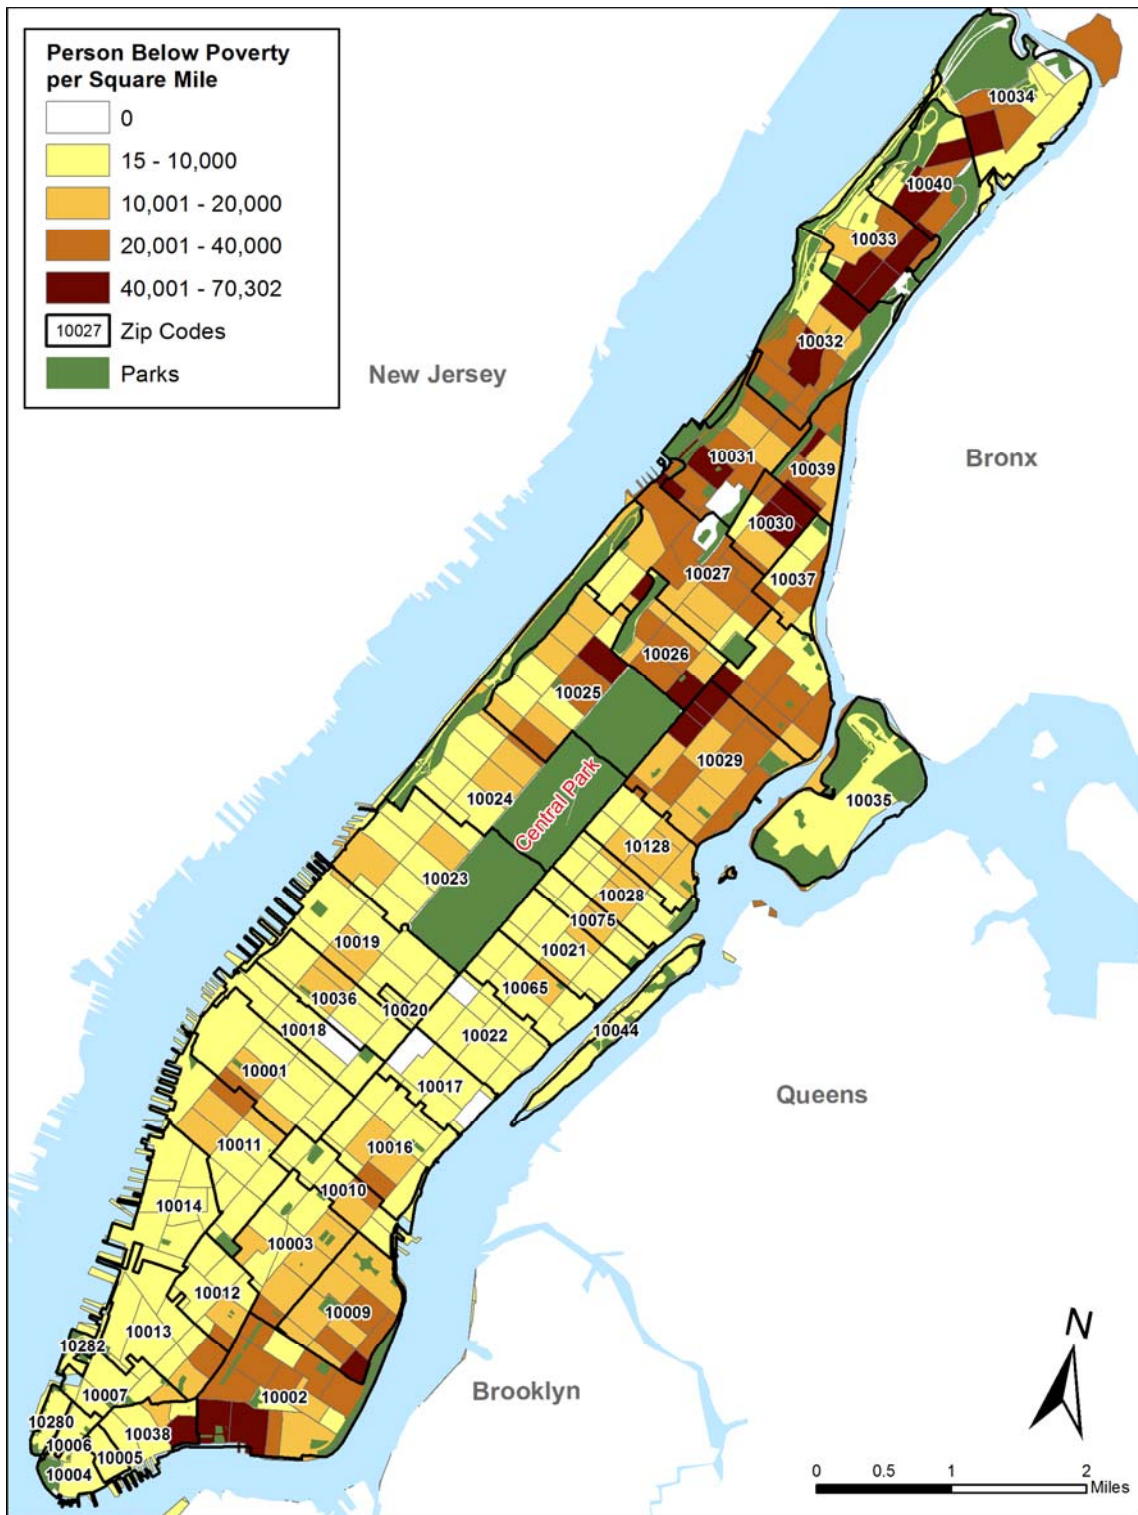 Person Below Poverty
per Square Mile
0
15 - 10,000
10,001 - 20,000
20,001 - 40,000
40,001 - 70,302
10027 Zip Codes
Parks
10034
10040
10033
10032
New Jersey
Bronx
10031
10039
10030
10037
10027
10026
10025
10029
10024
Central Park
10035
10128
10023
10028
10075
10021
10019
10065
10036
10020
10018
10022
10044
10001
10017
Queens
10016
10011
10010
10014
10003
10012
10009
10013
10282
10007
10002
Brooklyn
10280
10038
10006
10005
10004
N
0 0.5 1 2
Miles